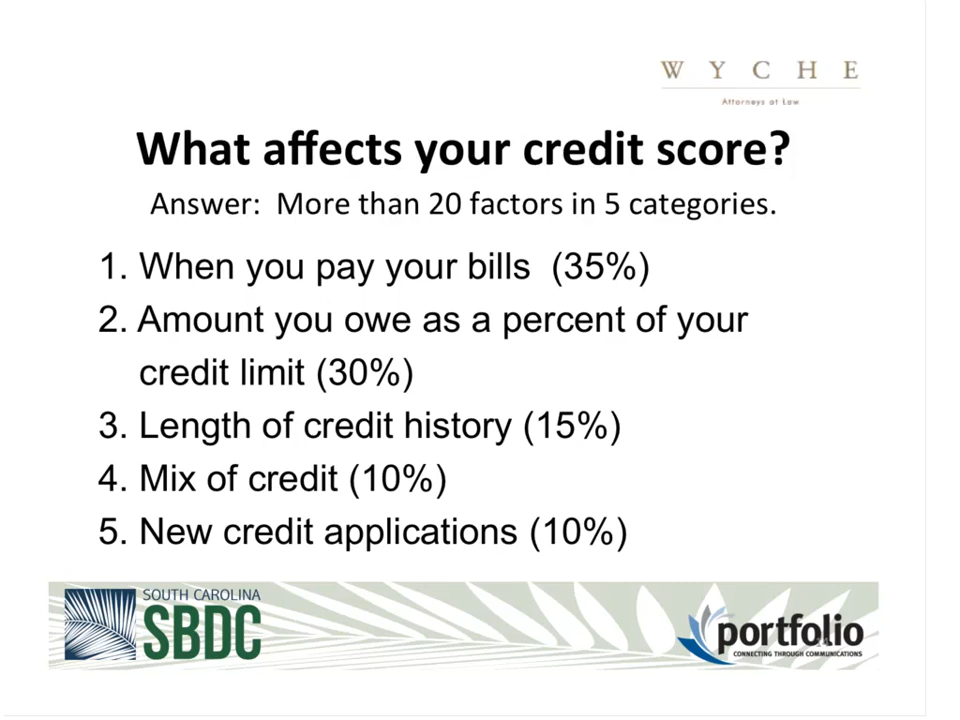 W Y C H E
Attorneys at Law
What affects your credit score?
Answer:  More than 20 factors in 5 categories.
1. When you pay your bills  (35%)
2. Amount you owe as a percent of your
credit limit (30%)
3. Length of credit history (15%)
4. Mix of credit (10%)
5. New credit applications (10%)
SOUTH CAROLINA
SBDC
portfolio
CONNECTING THROUGH COMMUNICATIONS